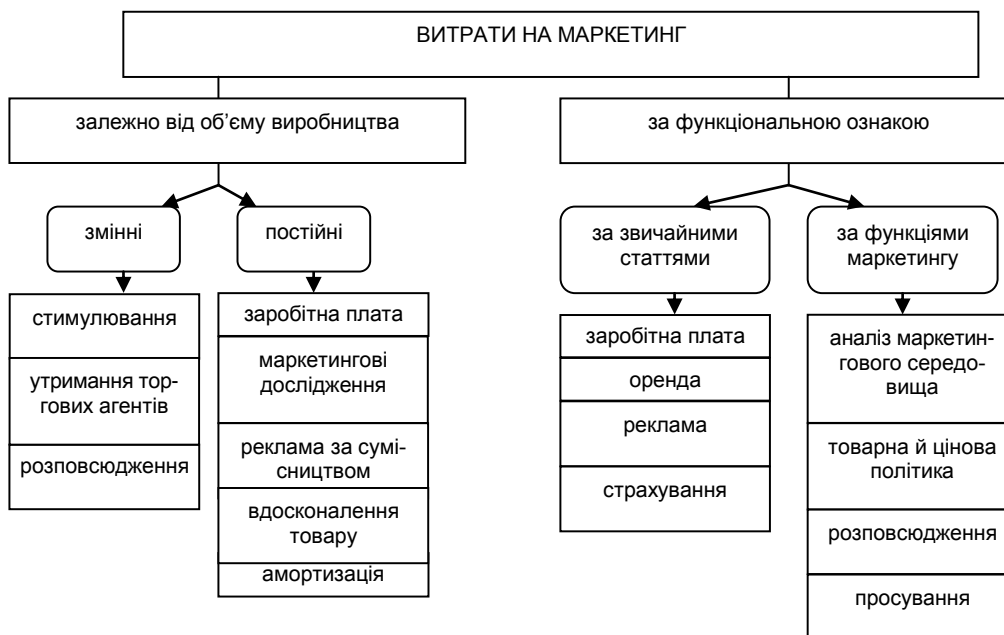 ВИТРАТИ НА МАРКЕТИНГ
залежно від об’єму виробництва
за функціональною ознакою
змінні
постійні
за звичайними
статтями
за функціями
маркетингу
стимулювання
утримання тор-
гових агентів
розповсюдження
заробітна плата
маркетингові
дослідження
реклама за сумі-
сництвом
вдосконалення
товару
амортизація
заробітна плата
оренда
реклама
страхування
аналіз маркетин-
гового середо-
вища
товарна й цінова
політика
розповсюдження
просування